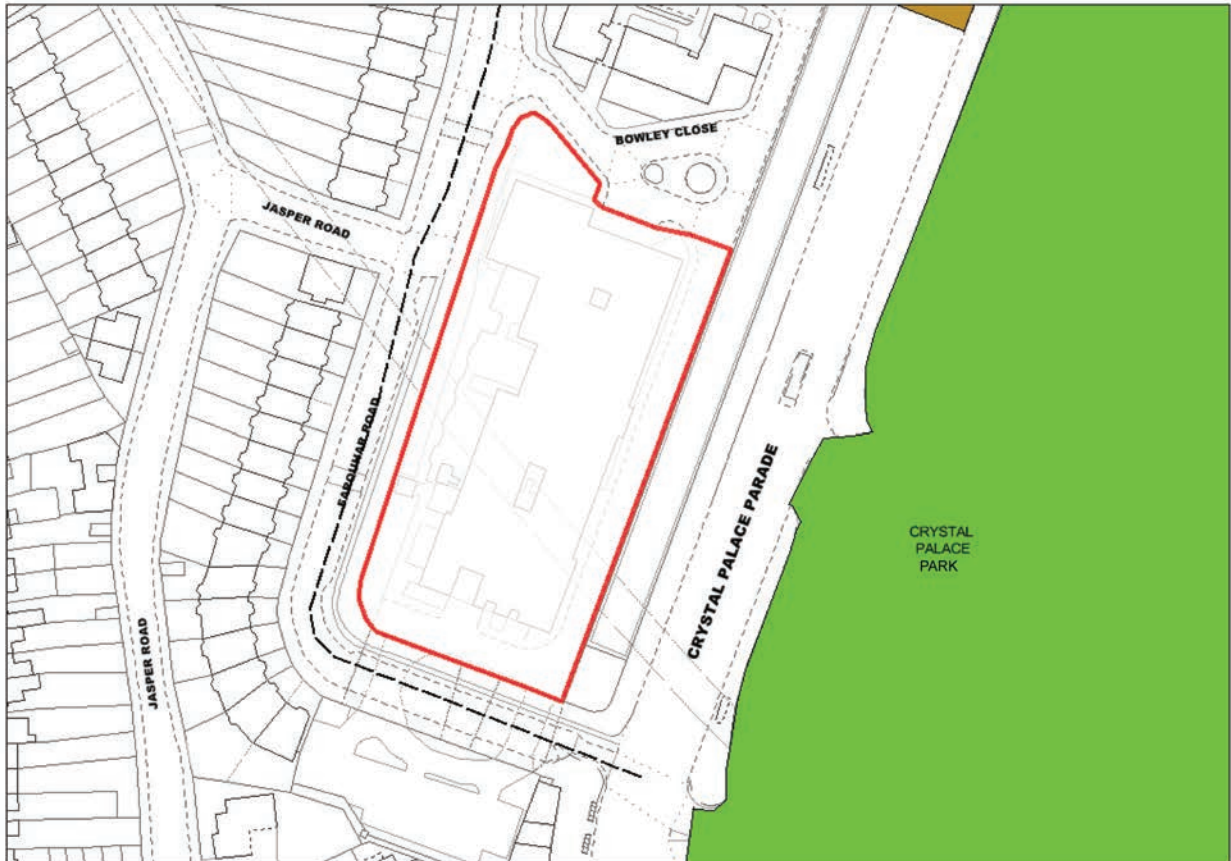 BOWLEY CLOSE
JASPER ROAD
FARQUHAR ROAD
CRYSTAL PALACE PARADE
CRYSTAL
PALACE
PARK
JASPER ROAD